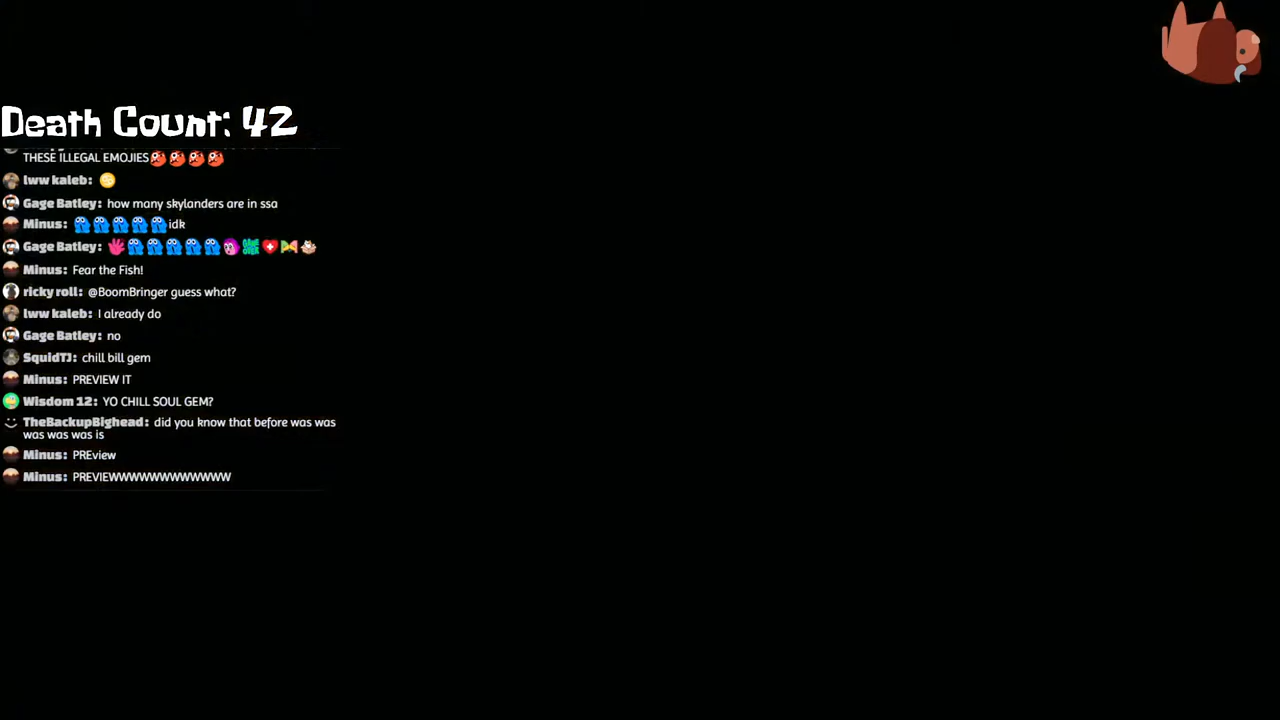 Death Count: 42
THESE ILLEGAL EMOJIES
lww kaleb:
Gage Batley: how many skylanders are in ssa
Minus: idk
Gage Batley: GAME OVER
Minus: Fear the Fish!
ricky roll: @BoomBringer guess what?
lww kaleb: I already do
Gage Batley: no
SquidTJ: chill bill gem
Minus: PREVIEW IT
Wisdom 12: YO CHILL SOUL GEM?
TheBackupBighead: did you know that before was was
was was was is
Minus: PREview
Minus: PREVIEWWWWWWWWWWWWW